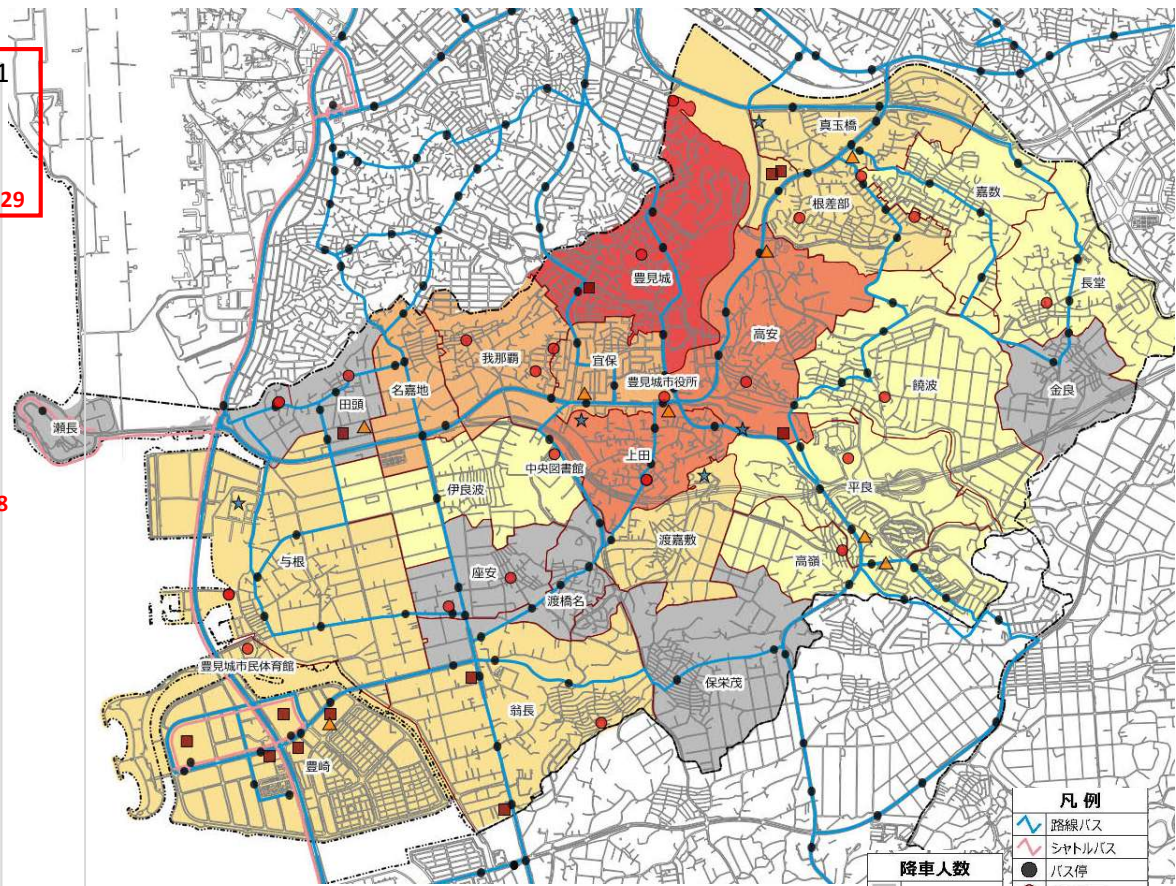 1
29
8
真玉橋
嘉数
根差部
豊見城
長堂
高安
我那覇
宜保
豊見城市役所
饒波
金良
名嘉地
田頭
瀬長
上田
中央図書館
伊良波
平良
与根
渡嘉敷
高嶺
座安
渡橋名
豊見城市民体育館
保栄茂
翁長
豊崎
凡例
路線バス
シャトルバス
バス停
降車人数